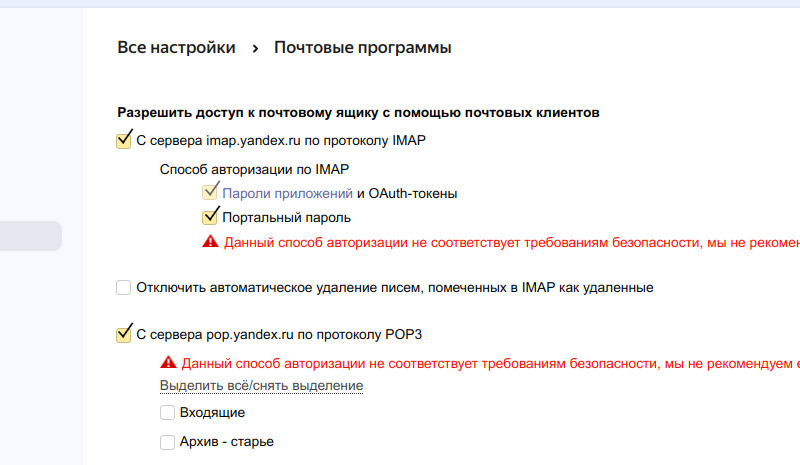 Все настройки › Почтовые программы
Разрешить доступ к почтовому ящику с помощью почтовых клиентов
С сервера imap.yandex.ru по протоколу IMAP
Способ авторизации по IMAP
Пароли приложений и OAuth-токены
Портальный пароль
Данный способ авторизации не соответствует требованиям безопасности, мы не
Отключить автоматическое удаление писем, помеченных в IMAP как удаленные
С сервера pop.yandex.ru по протоколу POP3
Данный способ авторизации не соответствует требованиям безопасности, мы не рекомендуем
Выделить всё/снять выделение
Входящие
Архив - старье